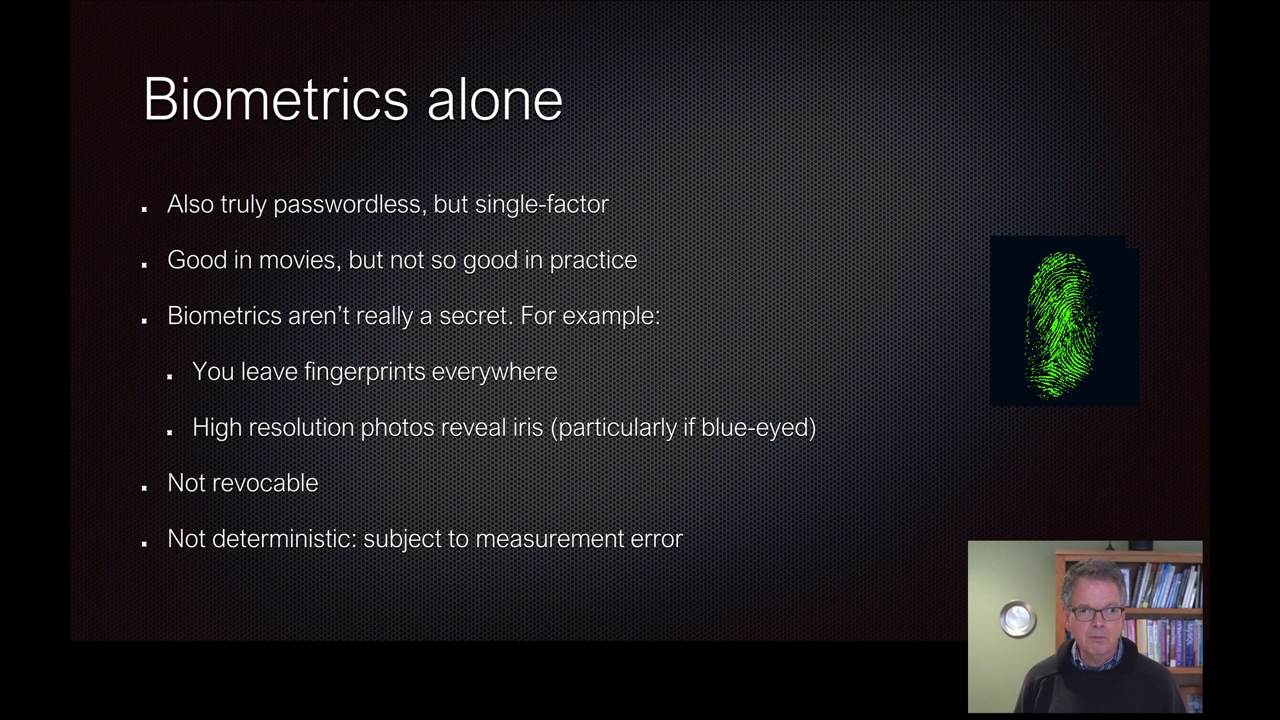 Biometrics alone
Also truly passwordless, but single-factor
Good in movies, but not so good in practice
Biometrics aren’t really a secret. For example:
You leave fingerprints everywhere
High resolution photos reveal iris (particularly if blue-eyed)
Not revocable
Not deterministic: subject to measurement error